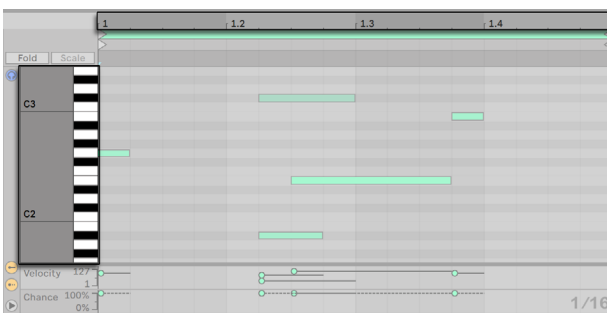 1 1.2 1.3 1.4
Fold Scale
C3
C2
Velocity 127
1
Chance 100%
0%
1/16